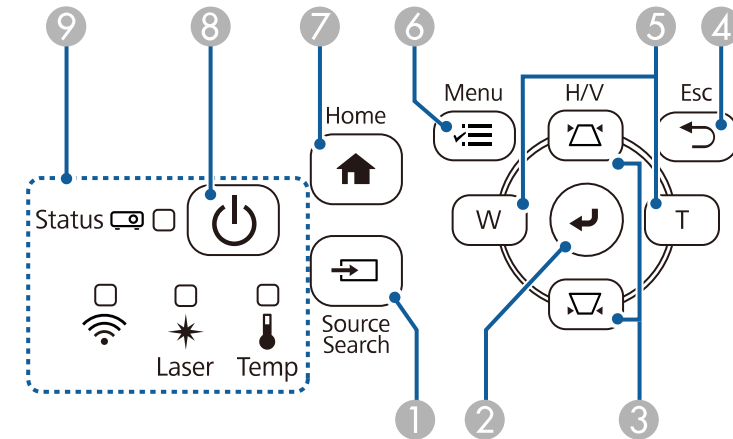 9 8 7 6 5 4
Menu H/V Esc
Home
Status
W T
Source
Search
Laser Temp
1 2 3